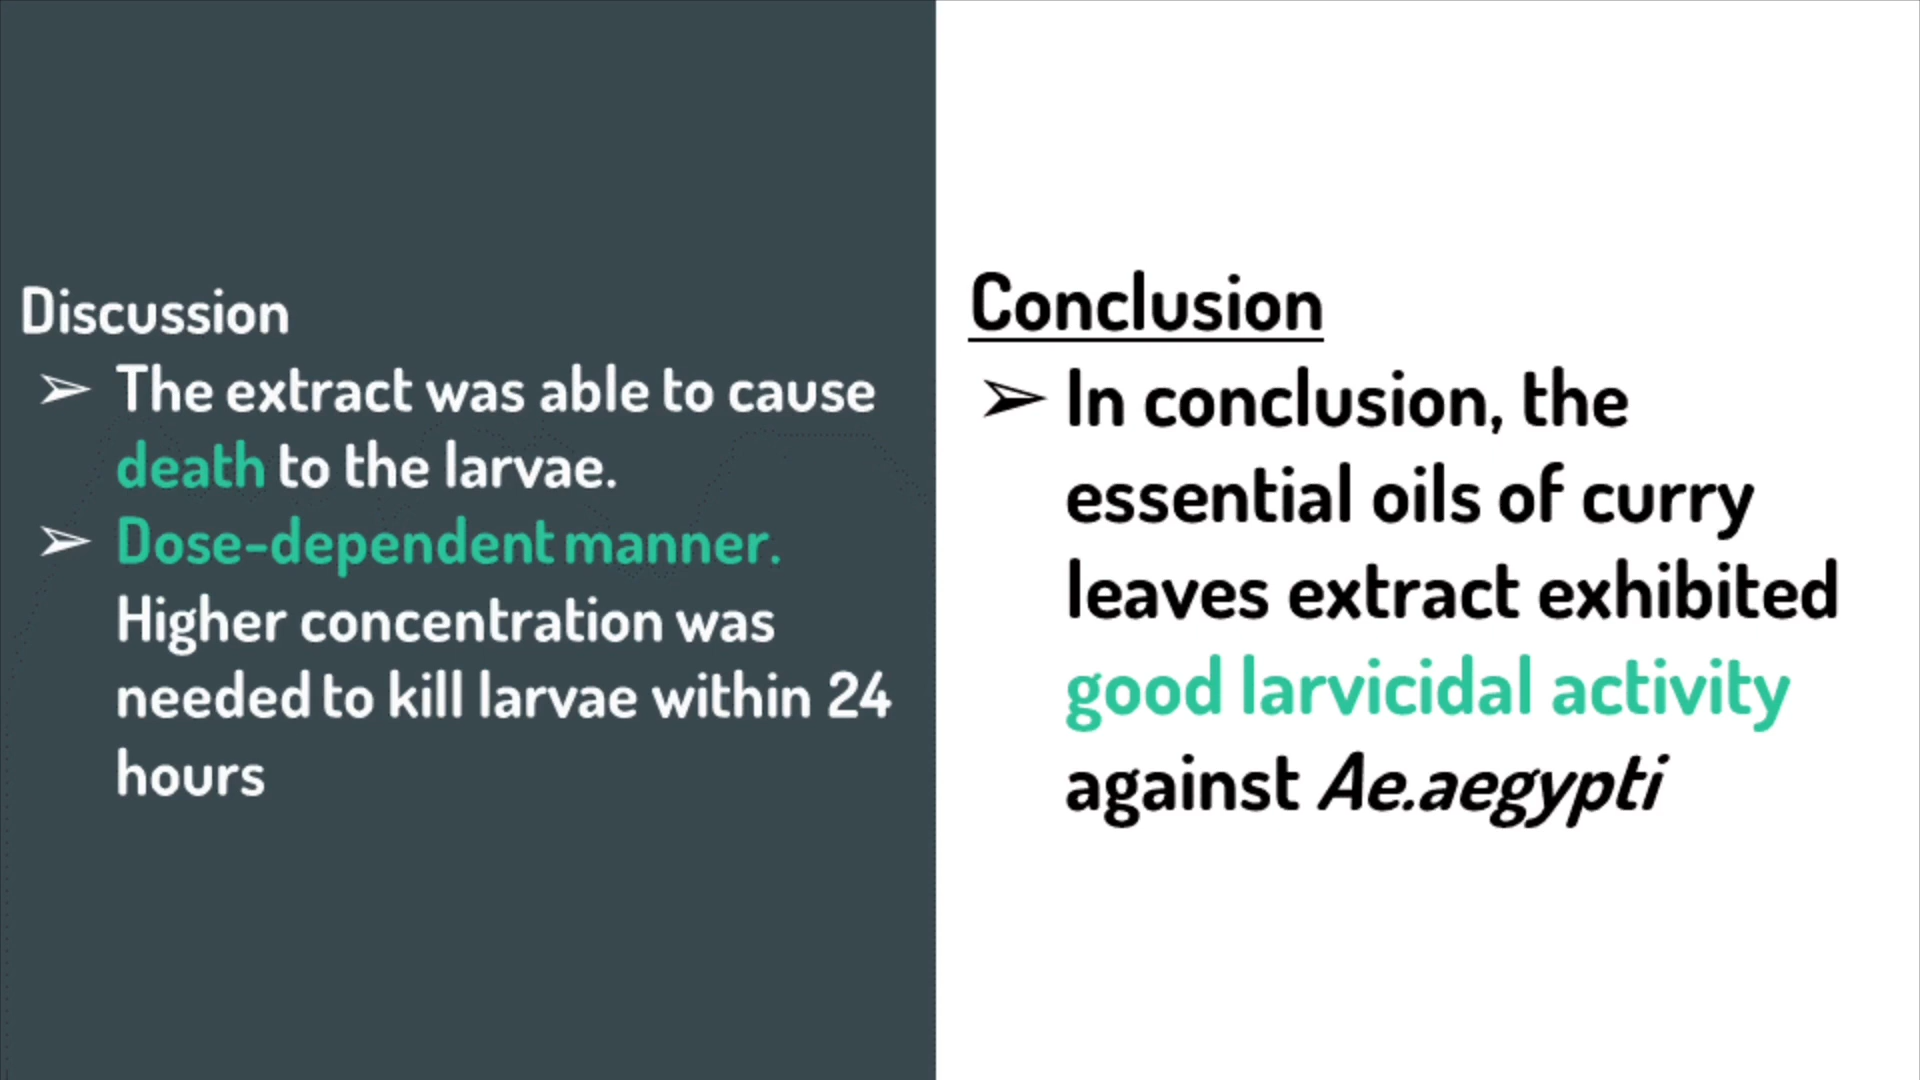 Discussion
➢ The extract was able to cause
death to the larvae.
➢ Dose-dependent manner.
Higher concentration was
needed to kill larvae within 24
hours
Conclusion
➢ In conclusion, the
essential oils of curry
leaves extract exhibited
good larvicidal activity
against Ae.aegypti